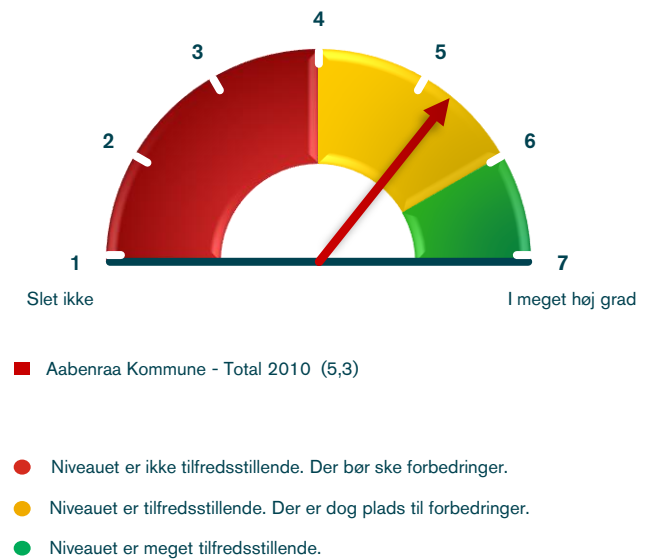 4
3
5
2
6
1
7
Slet ikke
I meget høj grad
Aabenraa Kommune - Total 2010 (5,3)
Niveauet er ikke tilfredsstillende. Der bør ske forbedringer.
Niveauet er tilfredsstillende. Der er dog plads til forbedringer.
Niveauet er meget tilfredsstillende.